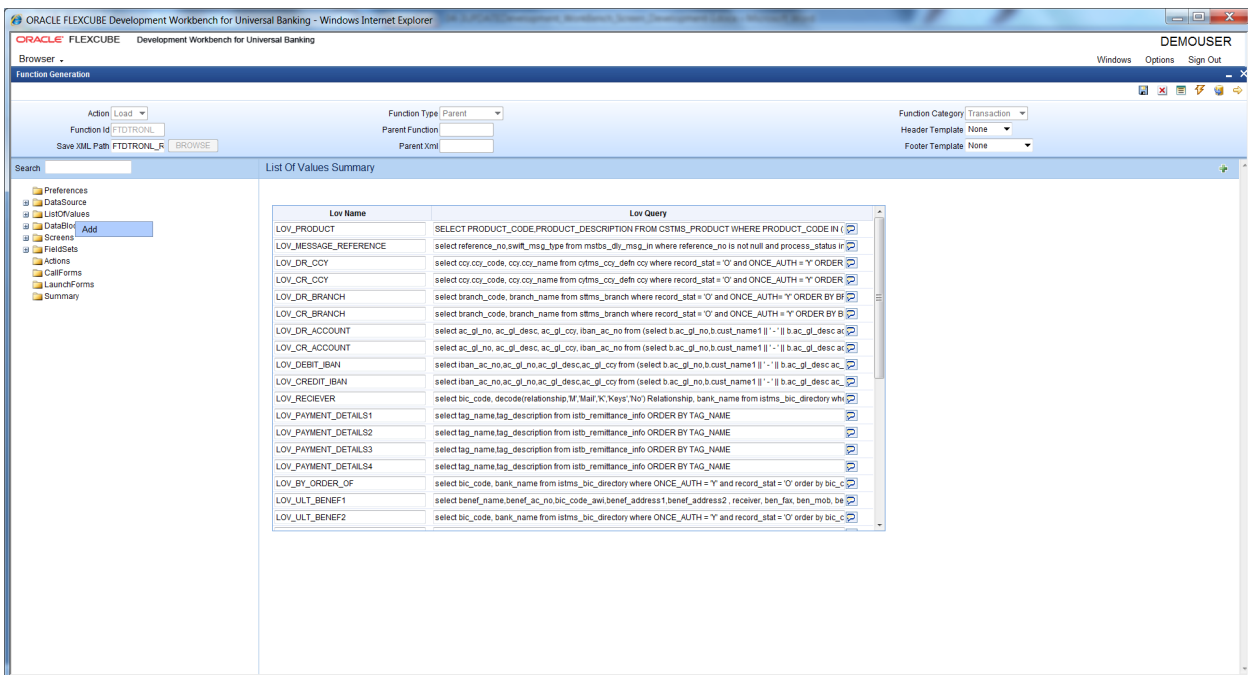 ORACLE FLEXCUBE Development Workbench for Universal Banking - Windows Internet Explorer
ORACLE FLEXCUBE Development Workbench for Universal Banking DEMOUSER
Browser Windows Options Sign Out
Function Generation
Action Load Function Type Parent Function Category Transaction
Function Id FTDTRONL Parent Function Header Template None
Save XML Path FTDTRONL_R BROWSE Parent Xml Footer Template None
Search List Of Values Summary
Preferences
DataSource
ListOfValues
DataBloc Add
Screens
FieldSets
Actions
CallForms
LaunchForms
Summary
Lov Name Lov Query
LOV_PRODUCT SELECT PRODUCT_CODE,PRODUCT_DESCRIPTION FROM CSTMS_PRODUCT WHERE PRODUCT_CODE IN (
LOV_MESSAGE_REFERENCE select reference_no,swift_msg_type from mstbs_dly_msg_in where reference_no is not null and process_status in
LOV_DR_CCY select ccy.ccy_code, ccy.ccy_name from cytms_ccy_defn ccy where record_stat = 'O' and ONCE_AUTH = 'Y' ORDER
LOV_CR_CCY select ccy.ccy_code, ccy.ccy_name from cytms_ccy_defn ccy where record_stat = 'O' and ONCE_AUTH = 'Y' ORDER
LOV_DR_BRANCH select branch_code, branch_name from sttms_branch where record_stat = 'O' and ONCE_AUTH= 'Y' ORDER BY BR
LOV_CR_BRANCH select branch_code, branch_name from sttms_branch where record_stat = 'O' and ONCE_AUTH = 'Y' ORDER BY B
LOV_DR_ACCOUNT select ac_gl_no, ac_gl_desc, ac_gl_ccy, iban_ac_no from (select b.ac_gl_no,b.cust_name1 || ' - ' || b.ac_gl_desc ac
LOV_CR_ACCOUNT select ac_gl_no, ac_gl_desc, ac_gl_ccy, iban_ac_no from (select b.ac_gl_no,b.cust_name1 || ' - ' || b.ac_gl_desc ac
LOV_DEBIT_IBAN select iban_ac_no,ac_gl_no,ac_gl_desc,ac_gl_ccy from (select b.ac_gl_no,b.cust_name1 || ' - ' || b.ac_gl_desc ac_
LOV_CREDIT_IBAN select iban_ac_no,ac_gl_no,ac_gl_desc,ac_gl_ccy from (select b.ac_gl_no,b.cust_name1 || ' - ' || b.ac_gl_desc ac_
LOV_RECIEVER select bic_code, decode(relationship,'M','Mail','K','Keys','No') Relationship, bank_name from istms_bic_directory whe
LOV_PAYMENT_DETAILS1 select tag_name,tag_description from istb_remittance_info ORDER BY TAG_NAME
LOV_PAYMENT_DETAILS2 select tag_name,tag_description from istb_remittance_info ORDER BY TAG_NAME
LOV_PAYMENT_DETAILS3 select tag_name,tag_description from istb_remittance_info ORDER BY TAG_NAME
LOV_PAYMENT_DETAILS4 select tag_name,tag_description from istb_remittance_info ORDER BY TAG_NAME
LOV_BY_ORDER_OF select bic_code, bank_name from istms_bic_directory where ONCE_AUTH = 'Y' and record_stat = 'O' order by bic_c
LOV_ULT_BENEF1 select benef_name,benef_ac_no,bic_code_awi,benef_address1,benef_address2 , receiver, ben_fax, ben_mob, be
LOV_ULT_BENEF2 select bic_code, bank_name from istms_bic_directory where ONCE_AUTH = 'Y' and record_stat = 'O' order by bic_c